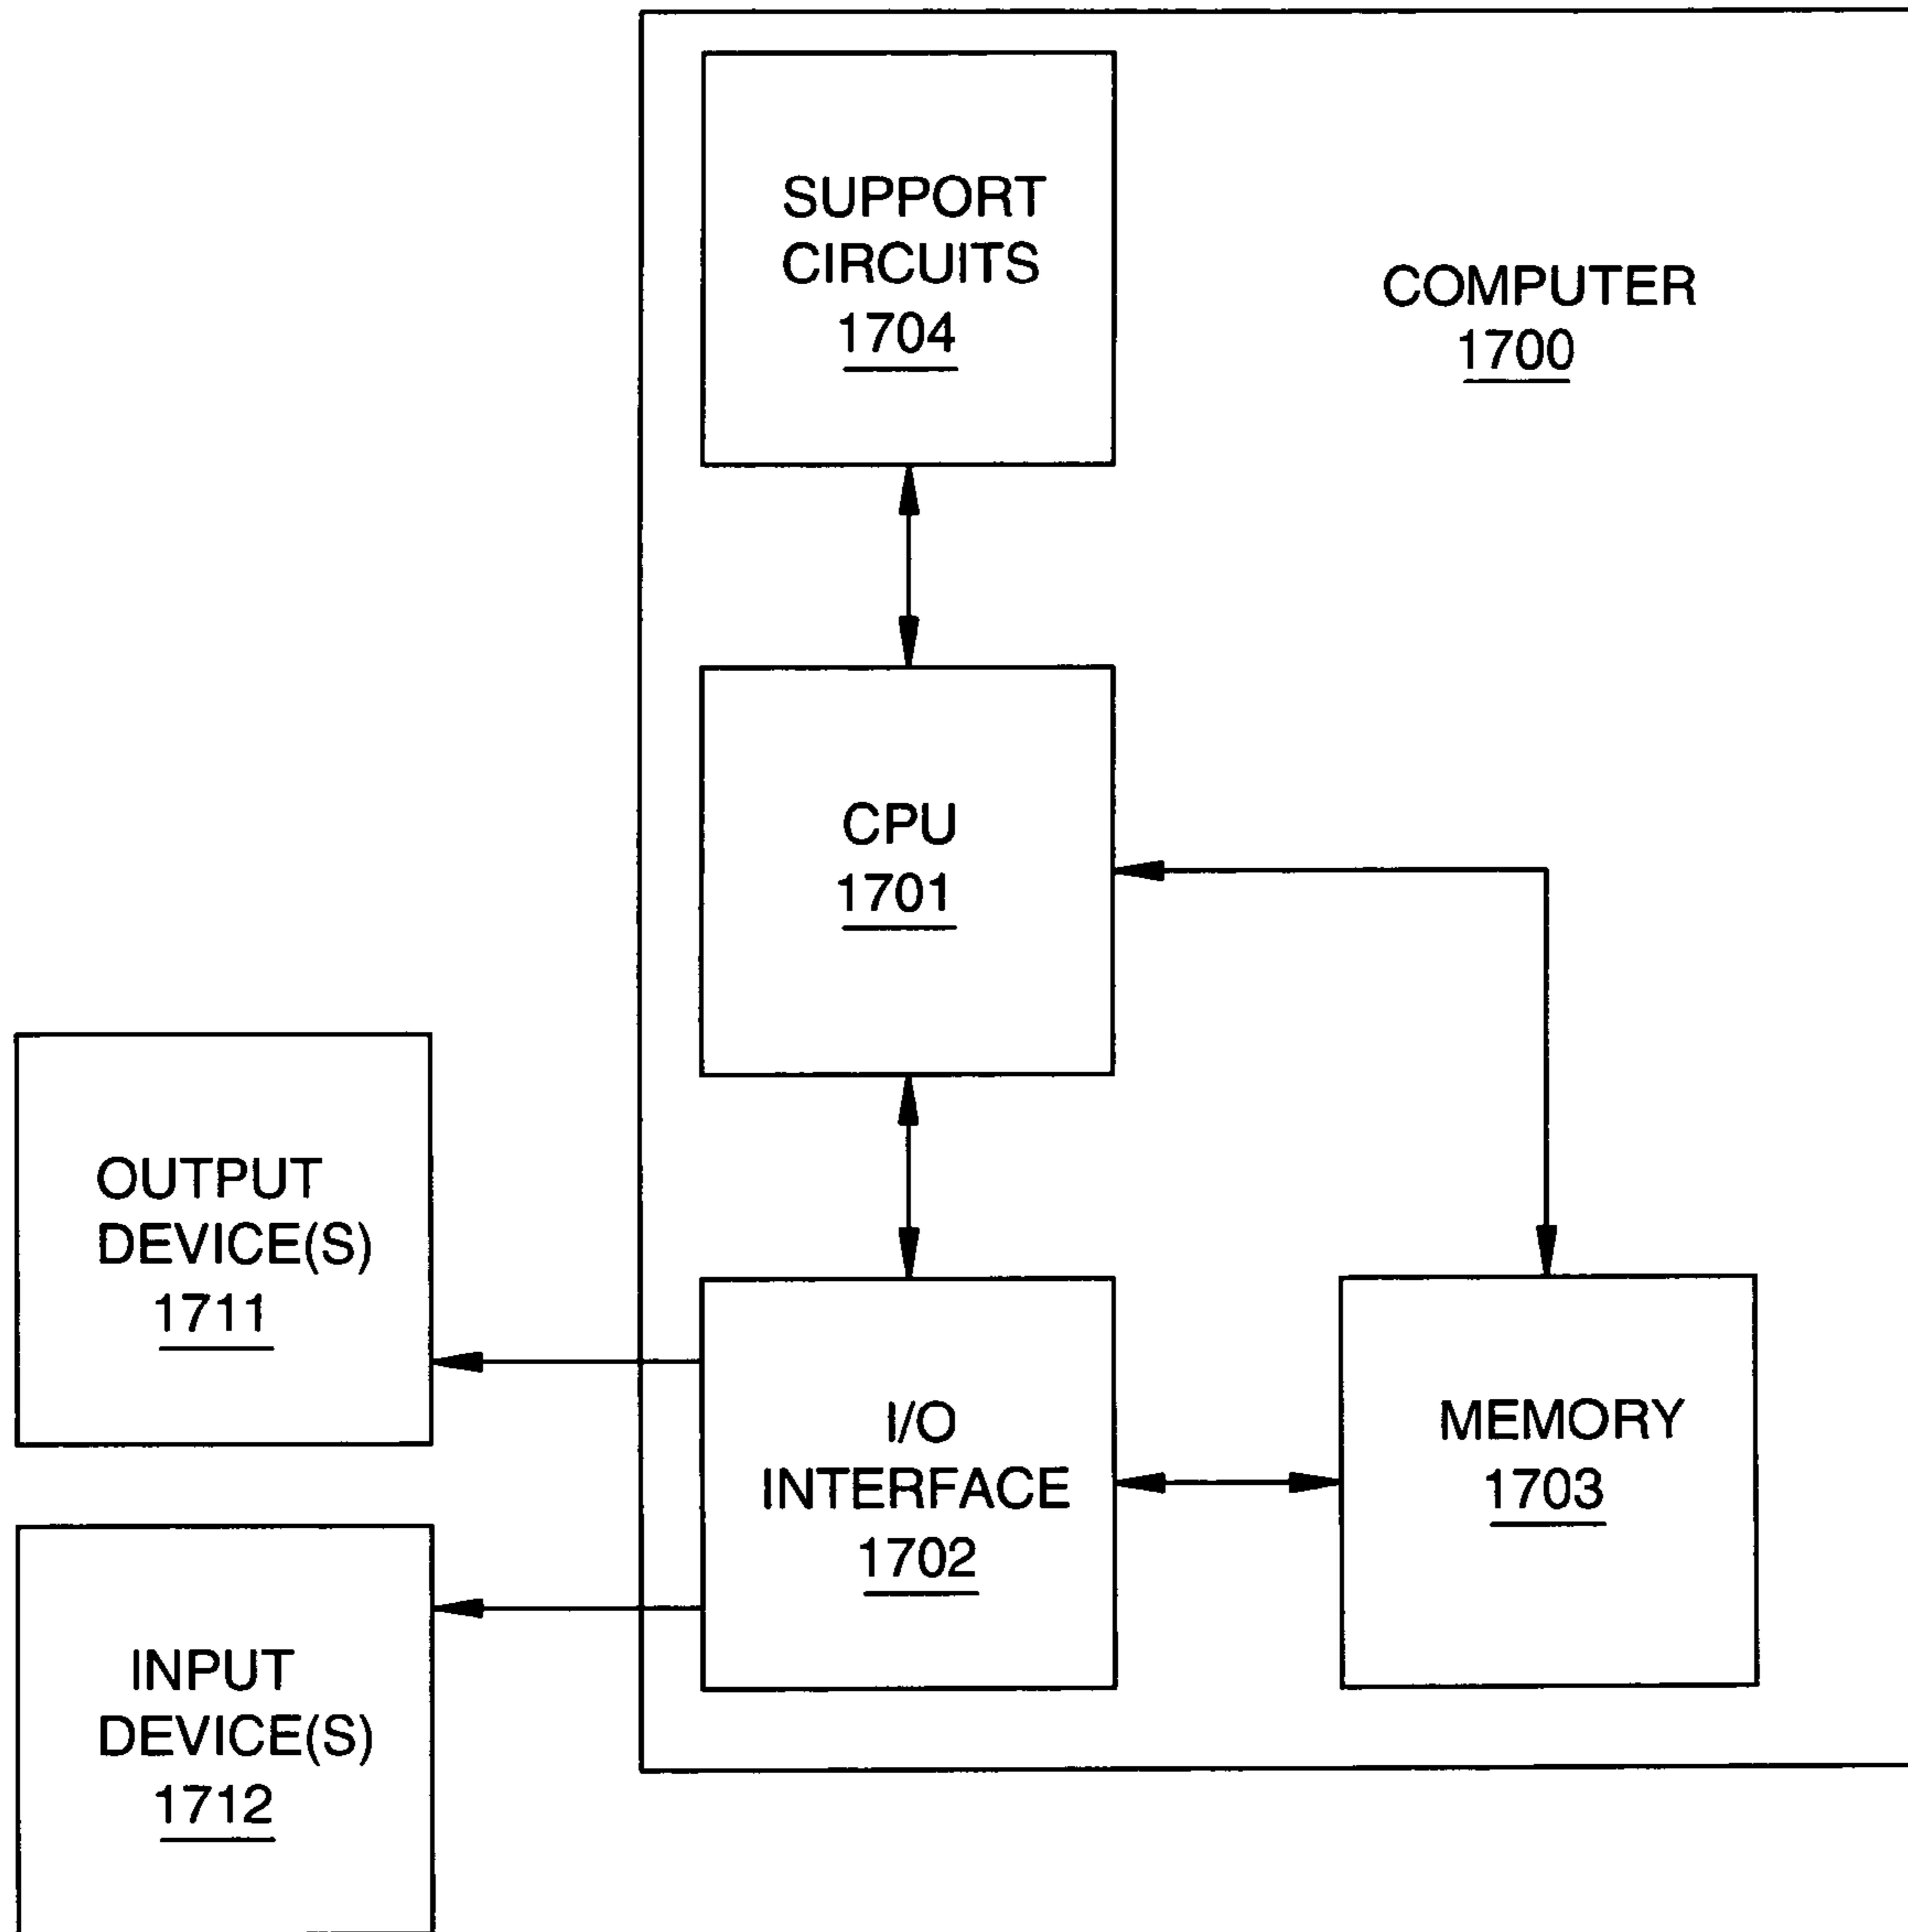 SUPPORT
CIRCUITS
1704
COMPUTER
1700
CPU
1701
OUTPUT
DEVICE(S)
1711
I/O
INTERFACE
1702
MEMORY
1703
INPUT
DEVICE(S)
1712